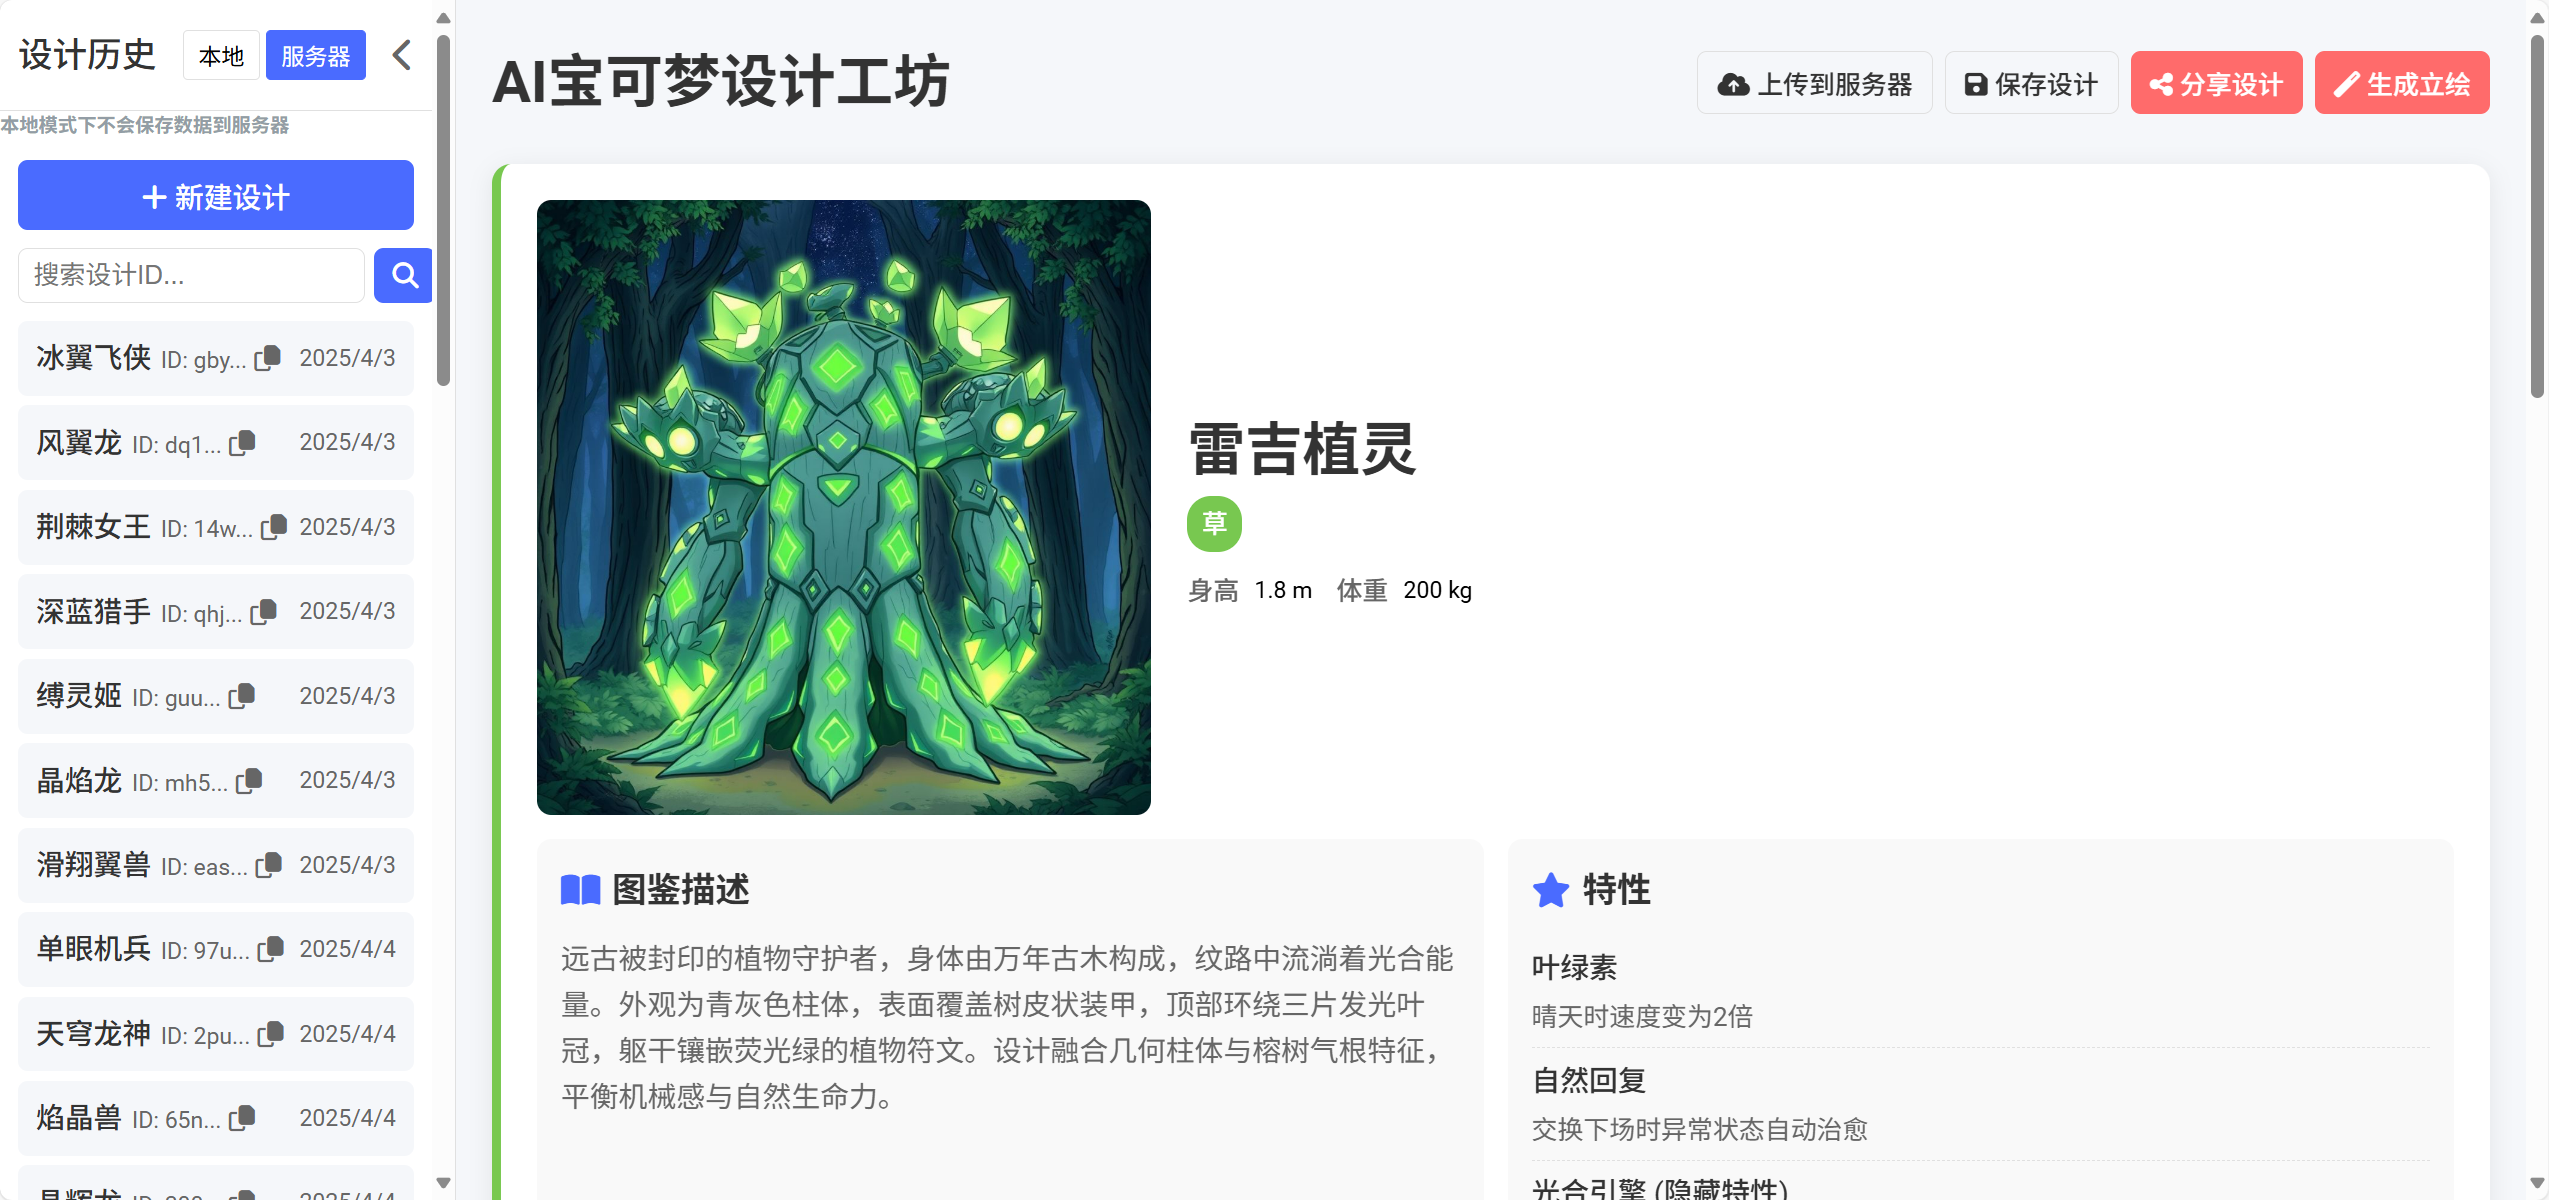 设计历史 本地 服务器
本地模式下不会保存数据到服务器
新建设计
搜索设计ID...
冰翼飞侠 ID: gby... 2025/4/3
风翼龙 ID: dq1... 2025/4/3
荆棘女王 ID: 14w... 2025/4/3
深蓝猎手 ID: qhj... 2025/4/3
缚灵姬 ID: guu... 2025/4/3
晶焰龙 ID: mh5... 2025/4/3
滑翔翼兽 ID: eas... 2025/4/3
单眼机兵 ID: 97u... 2025/4/4
天穹龙神 ID: 2pu... 2025/4/4
焰晶兽 ID: 65n... 2025/4/4
AI宝可梦设计工坊
上传到服务器 保存设计 分享设计 生成立绘
雷吉植灵
草
身高 1.8 m 体重 200 kg
图鉴描述
远古被封印的植物守护者，身体由万年古木构成，纹路中流淌着光合能
量。外观为青灰色柱体，表面覆盖树皮状装甲，顶部环绕三片发光叶
冠，躯干镶嵌荧光绿的植物符文。设计融合几何柱体与榕树气根特征，
平衡机械感与自然生命力。
特性
叶绿素
晴天时速度变为2倍
自然回复
交换下场时异常状态自动治愈
光合引擎 (隐藏特性)